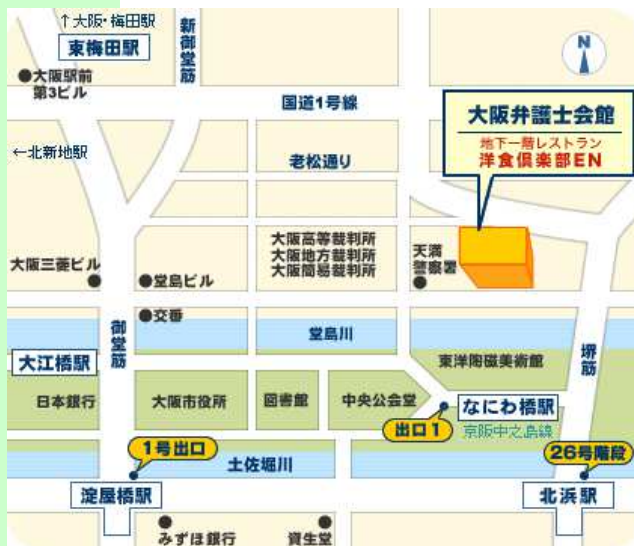 ↑大阪・梅田駅
東梅田駅
新御堂筋
N
●大阪駅前
第3ビル
国道1号線
大阪弁護士会館
地下一階レストラン
洋食倶楽部EN
←北新地駅
老松通り
大阪高等裁判所
大阪地方裁判所
大阪簡易裁判所
天満
警察署
大阪三菱ビル
●堂島ビル
●交番
御堂筋
堂島川
堺筋
大江橋駅
東洋陶磁美術館
日本銀行
大阪市役所
図書館
中央公会堂
なにわ橋駅
出口1
京阪中之島線
1号出口
土佐堀川
26号階段
淀屋橋駅
北浜駅
みずほ銀行
資生堂